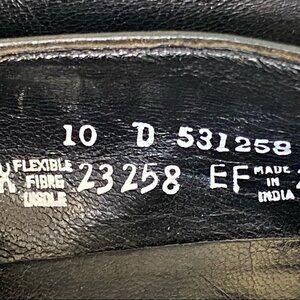 10 D 531258
FLEXIBLE
FIBRE
INSOLE
23258 EF
MADE
IN
INDIA